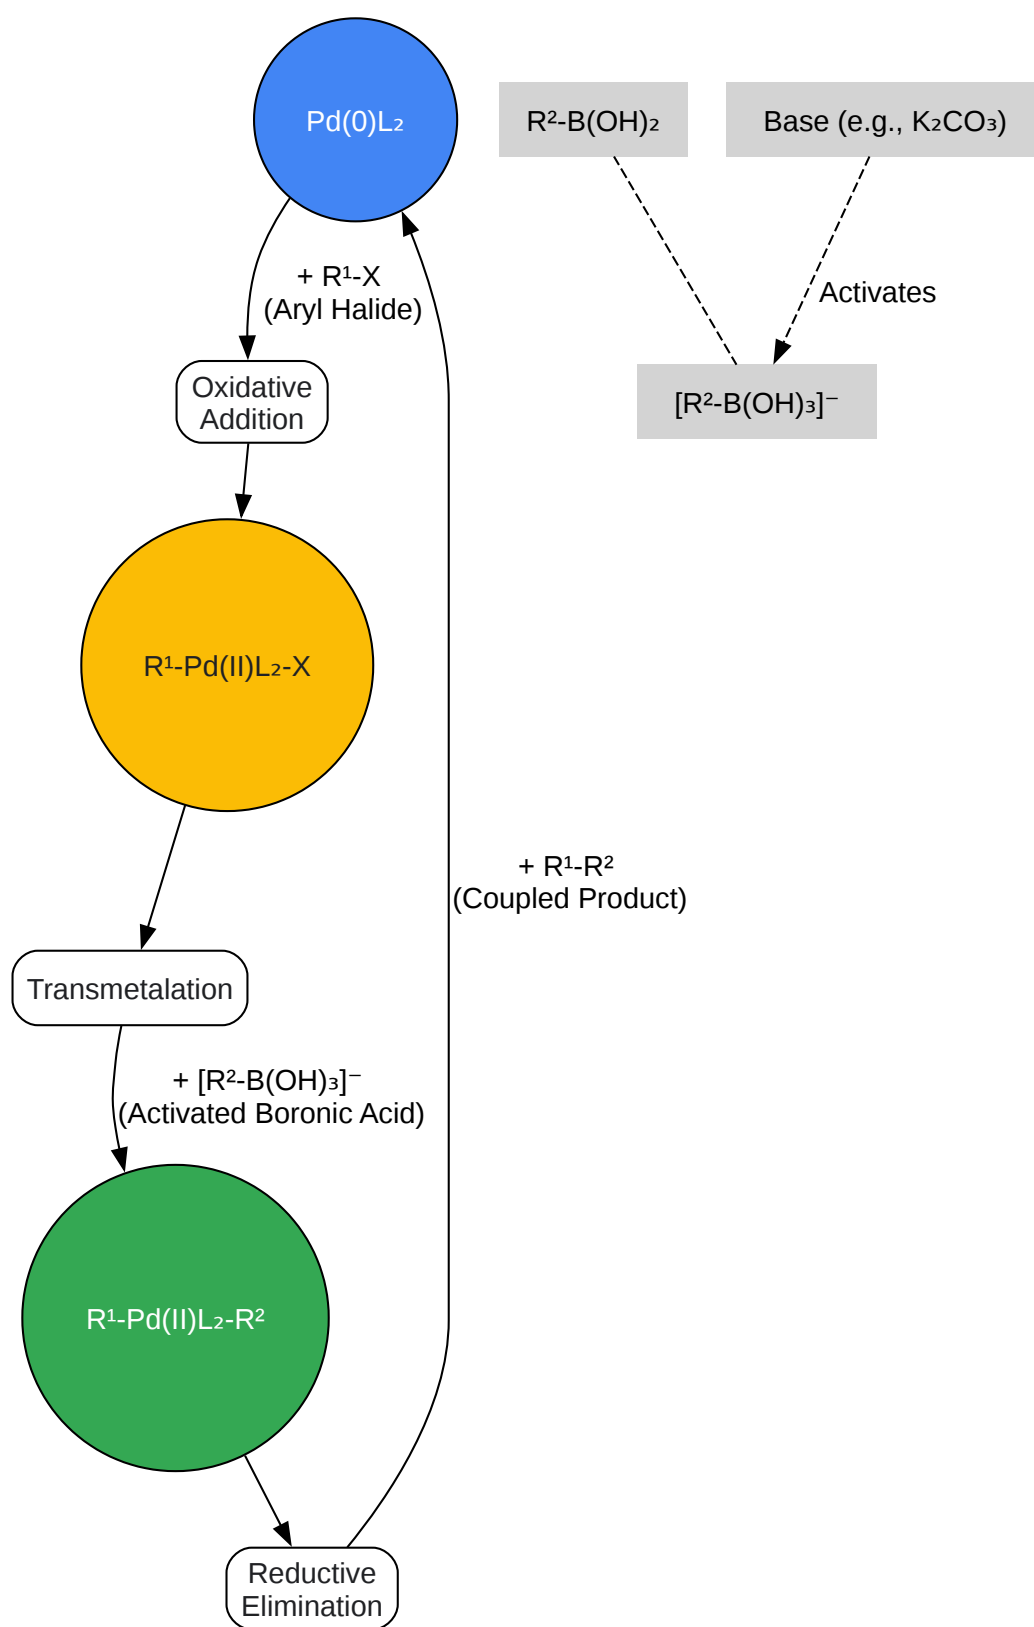 Pd(0)L₂
R²-B(OH)₂
Base (e.g., K₂CO₃)
+ R¹-X
(Aryl Halide)
Activates
Oxidative
Addition
[R²-B(OH)₃]⁻
R¹-Pd(II)L₂-X
+ R¹-R²
(Coupled Product)
Transmetalation
+ [R²-B(OH)₃]⁻
(Activated Boronic Acid)
R¹-Pd(II)L₂-R²
Reductive
Elimination